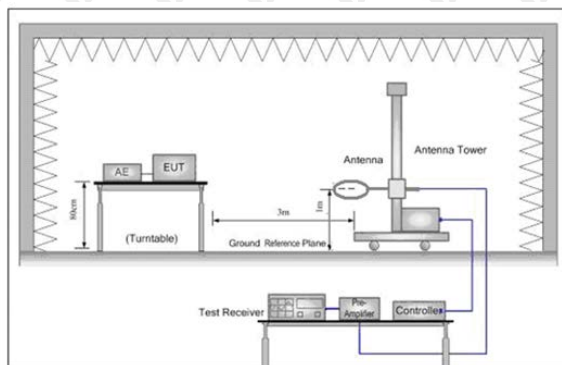 Antenna Tower
Antenna
AE
EUT
80cm
(Turntable)
3m
1m
Ground Reference Plane
Test Receiver
Pre-
Amplifier
Controller